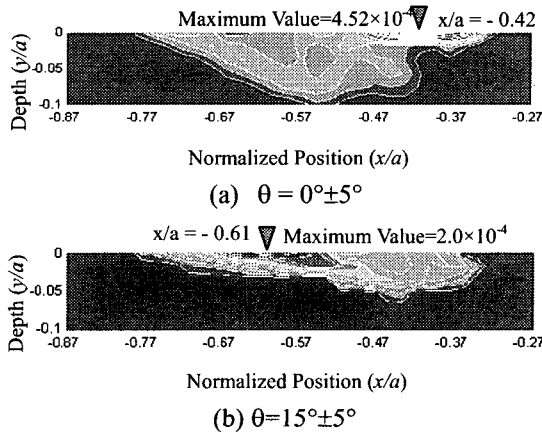 Maximum Value=4.52×10⁻ x/a = - 0.42
Depth (y/a)
0
-0.05
-0.1
-0.87 -0.77 -0.67 -0.57 -0.47 -0.37 -0.27
Normalized Position (x/a)
(a) θ = 0°±5°
x/a = - 0.61 Maximum Value=2.0×10⁻⁴
Depth (y/a)
0
-0.05
-0.1
-0.87 -0.77 -0.67 -0.57 -0.47 -0.37 -0.27
Normalized Position (x/a)
(b) θ=15°±5°